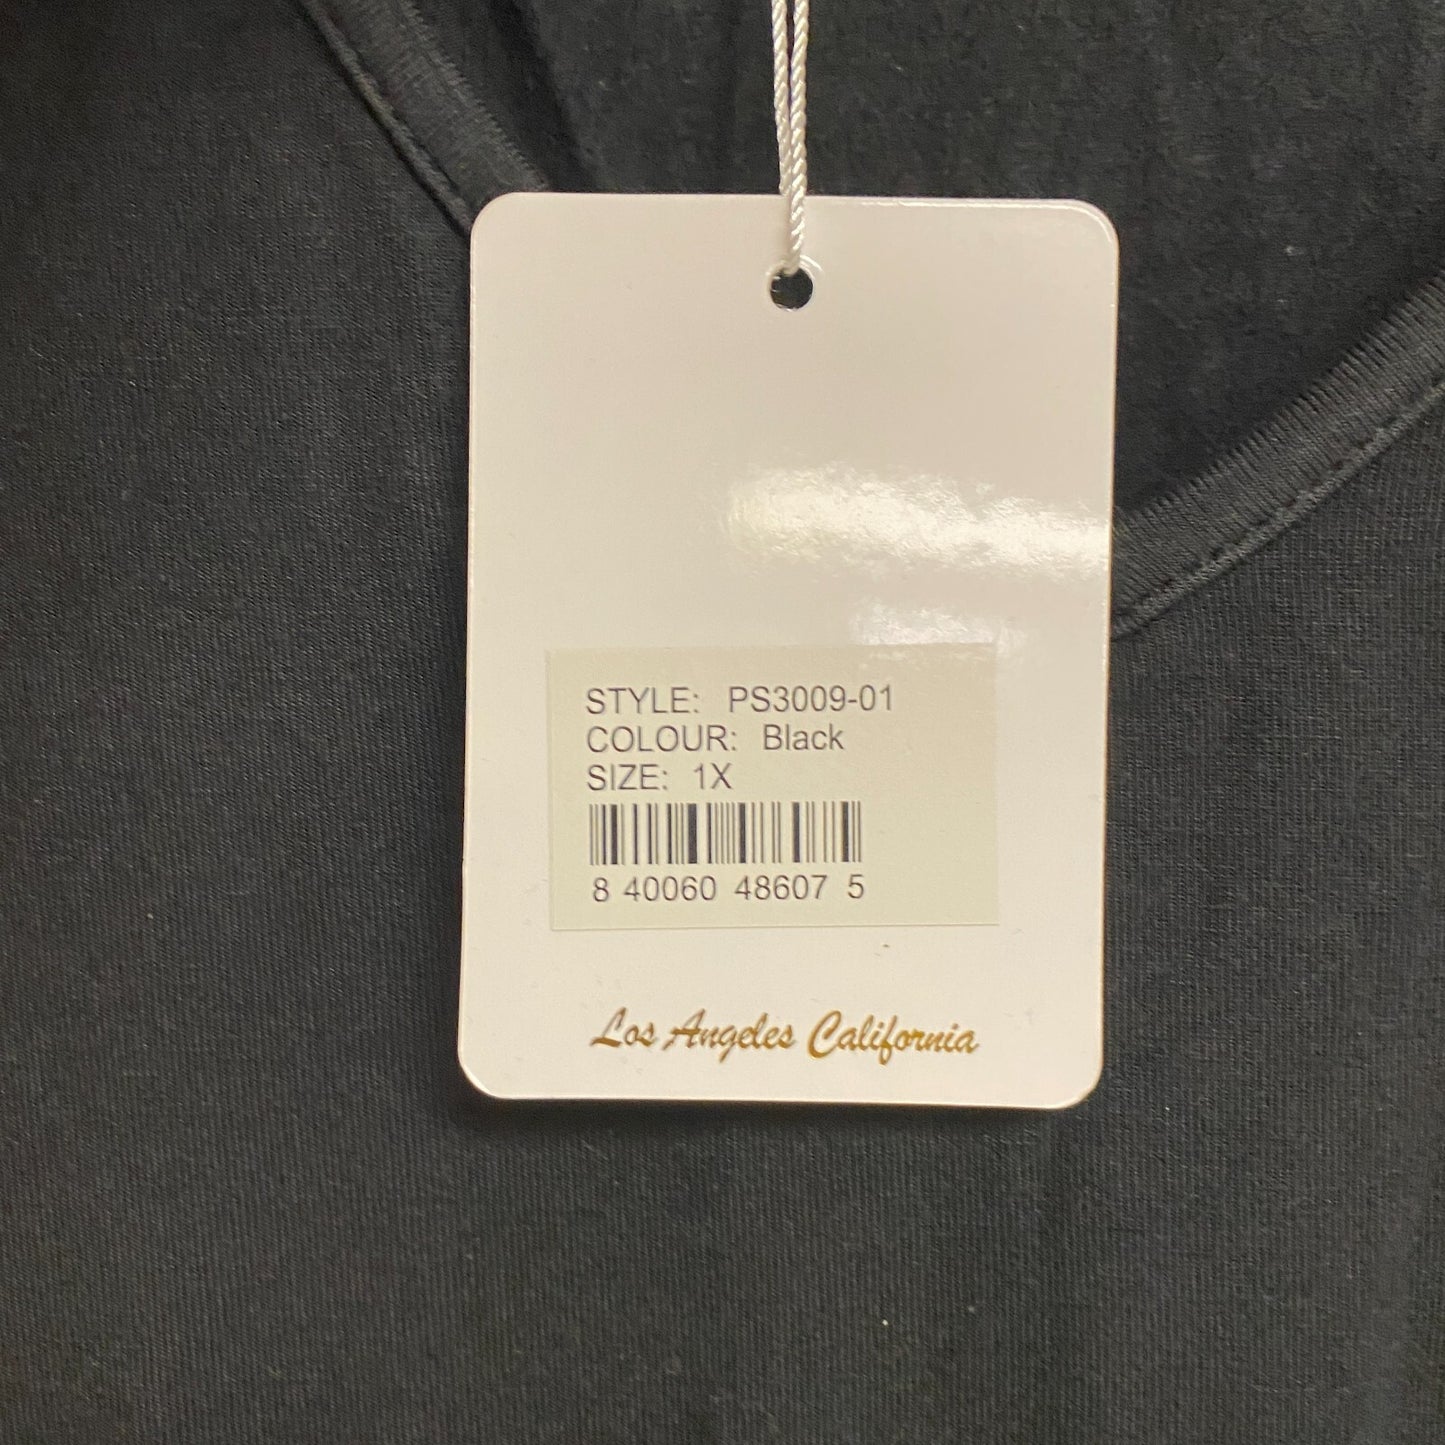 STYLE: PS3009-01
COLOUR: Black
SIZE: 1X
8 40060 48607 5
Los Angeles California